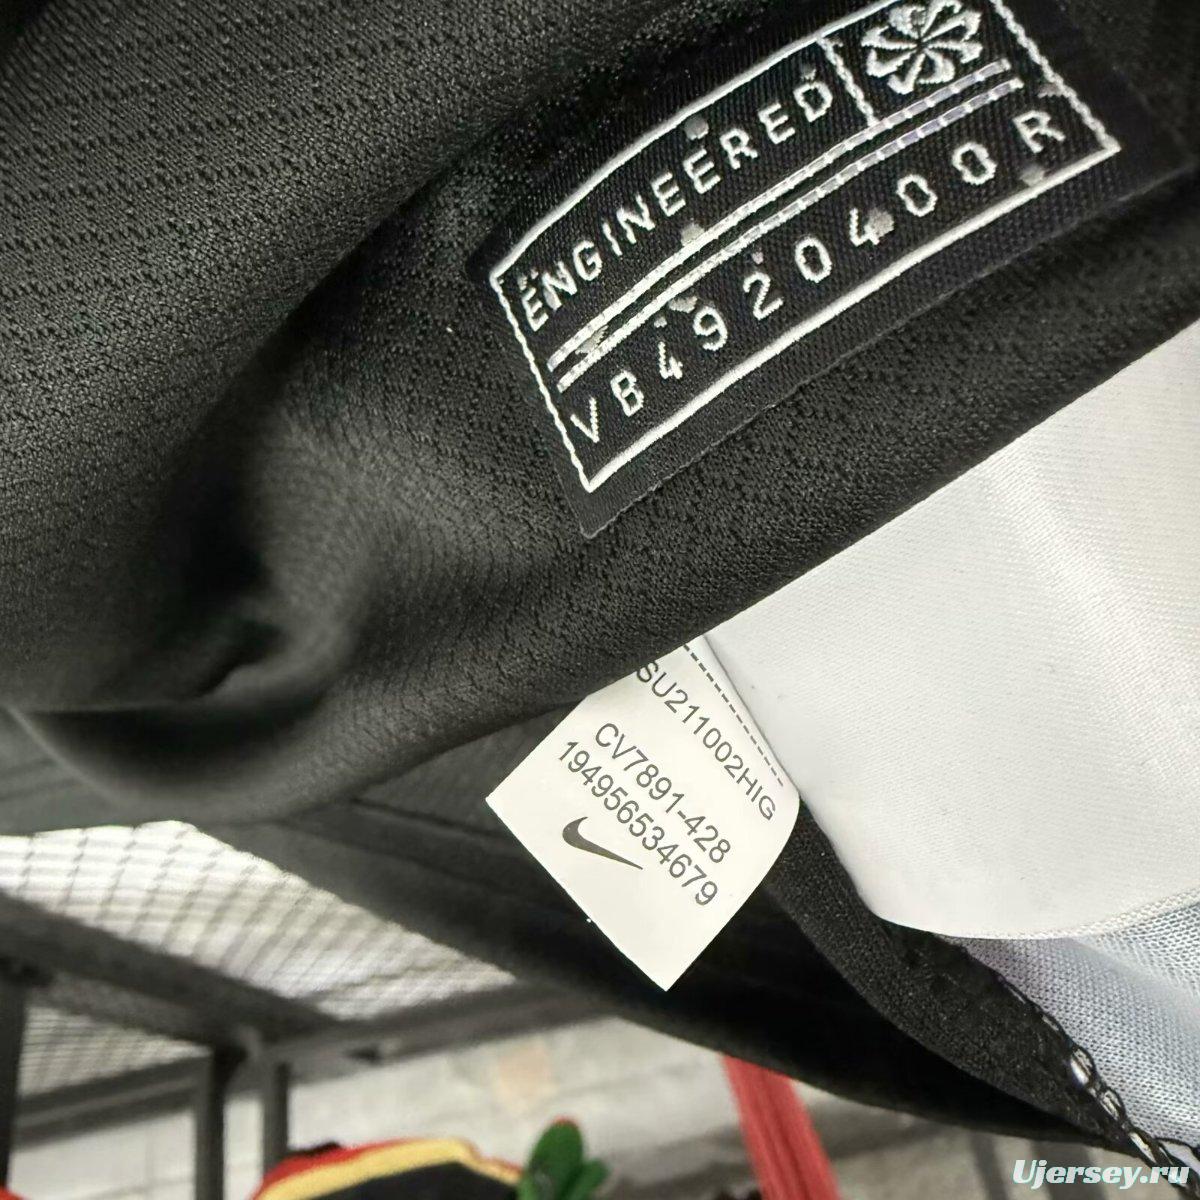 ENGINEERED
VB4920400R
SU211002HIG
CV7891-428
194956534679
Ujersey.ru